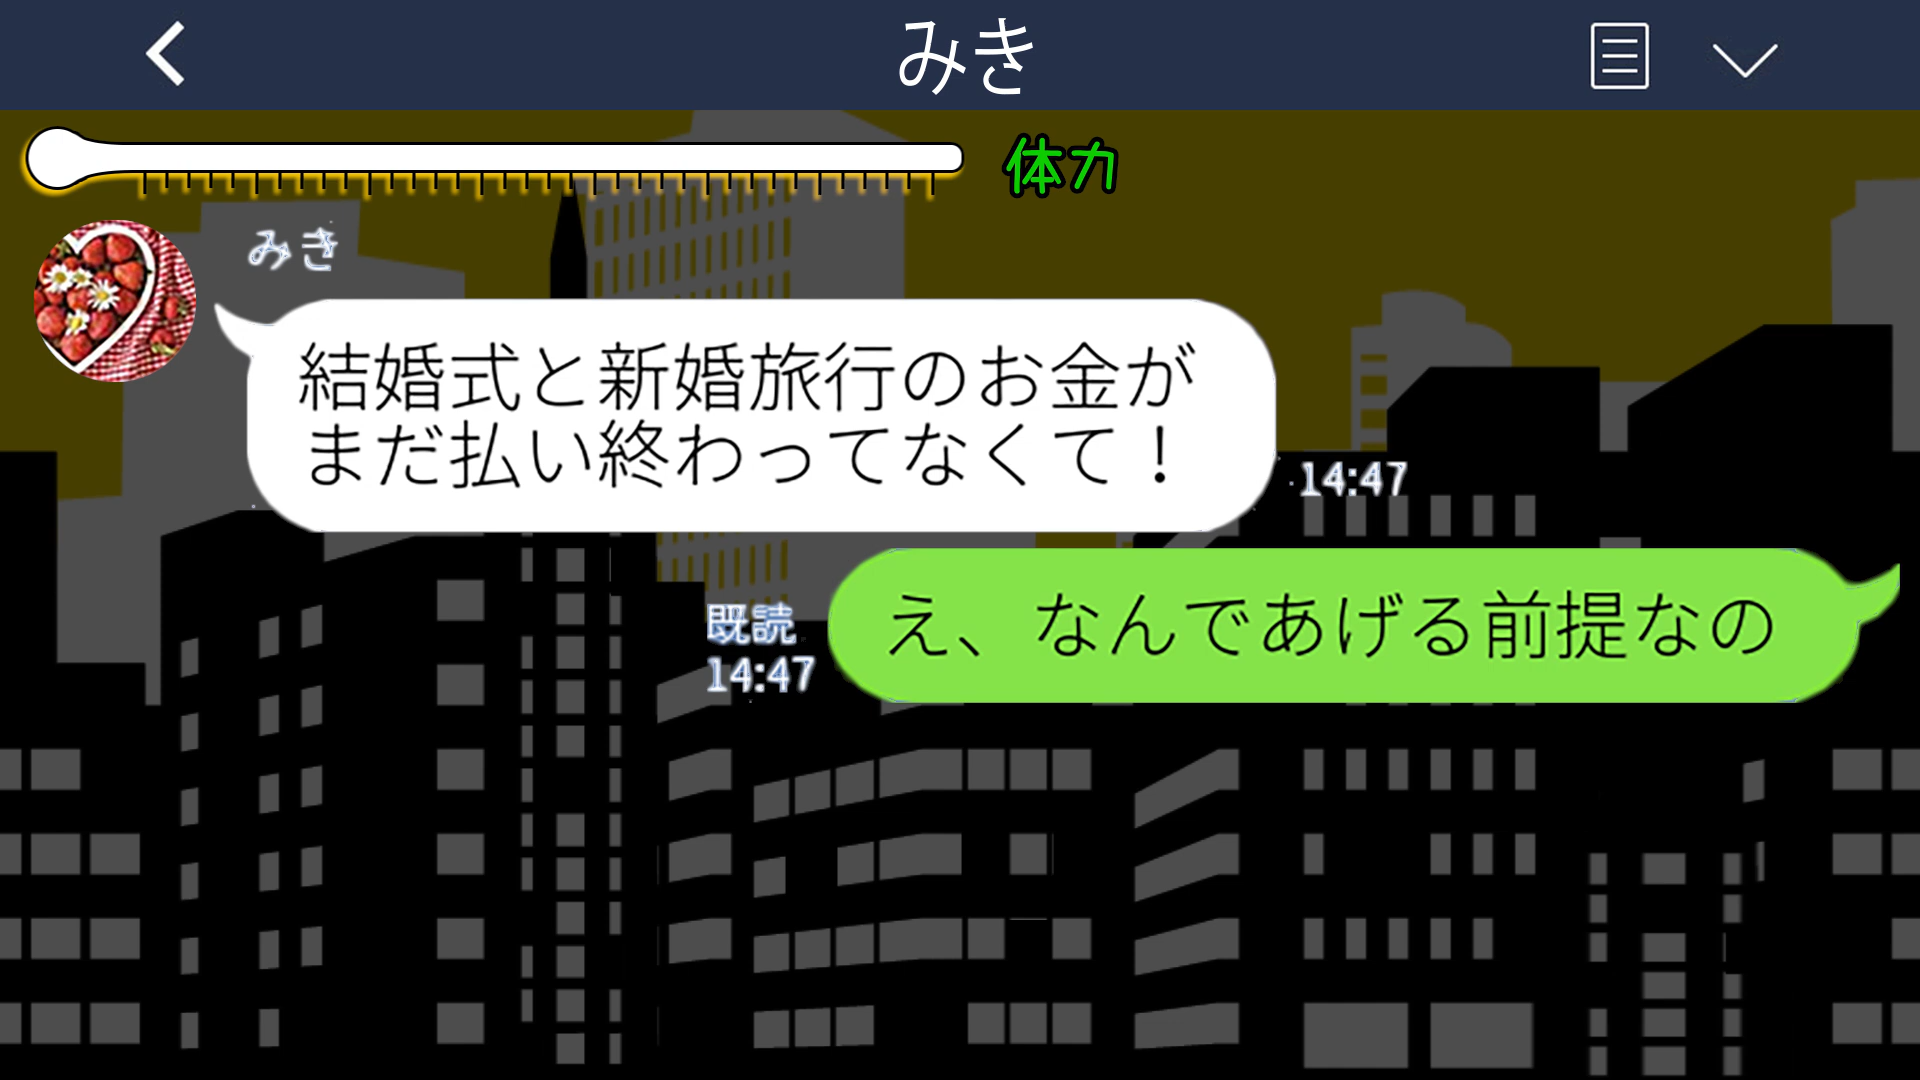 みき
体力
みき
結婚式と新婚旅行のお金が
まだ払い終わってなくて！
14:47
え、なんであげる前提なの
既読
14:47